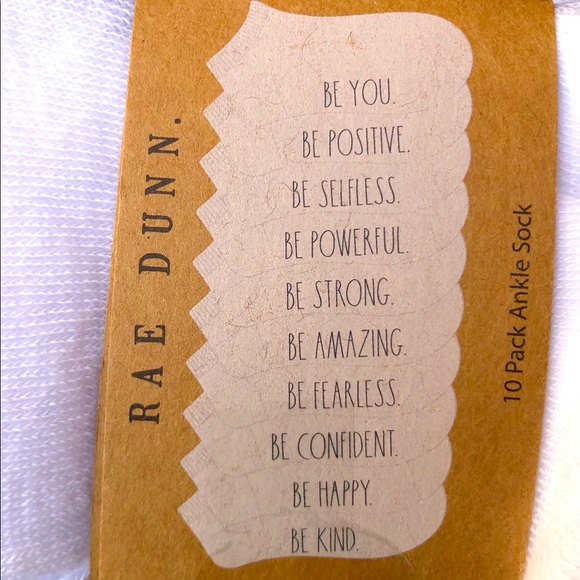 RAE DUNN.
BE YOU.
BE POSITIVE.
BE SELFLESS.
BE POWERFUL.
BE STRONG.
BE AMAZING.
BE FEARLESS.
BE CONFIDENT.
BE HAPPY.
BE KIND.
10 Pack Ankle Sock